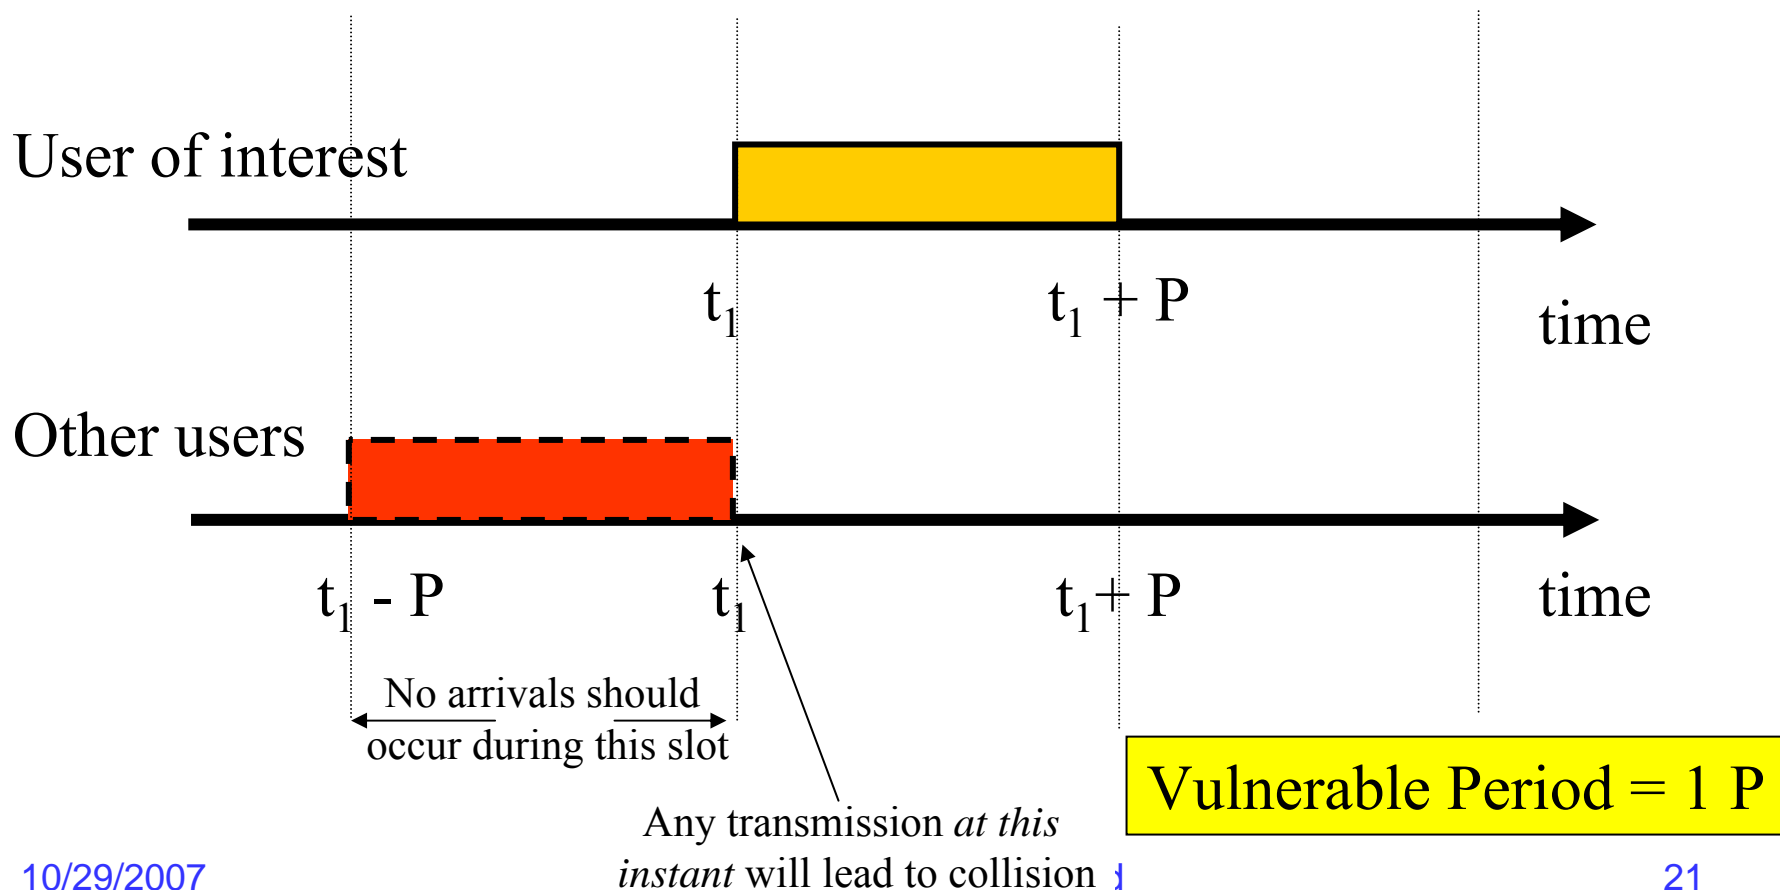 User of interest
t₁
t₁ + P
time
Other users
t₁ - P
t₁
t₁+ P
time
No arrivals should
occur during this slot
Vulnerable Period = 1 P
Any transmission at this
instant will lead to collision
10/29/2007
21